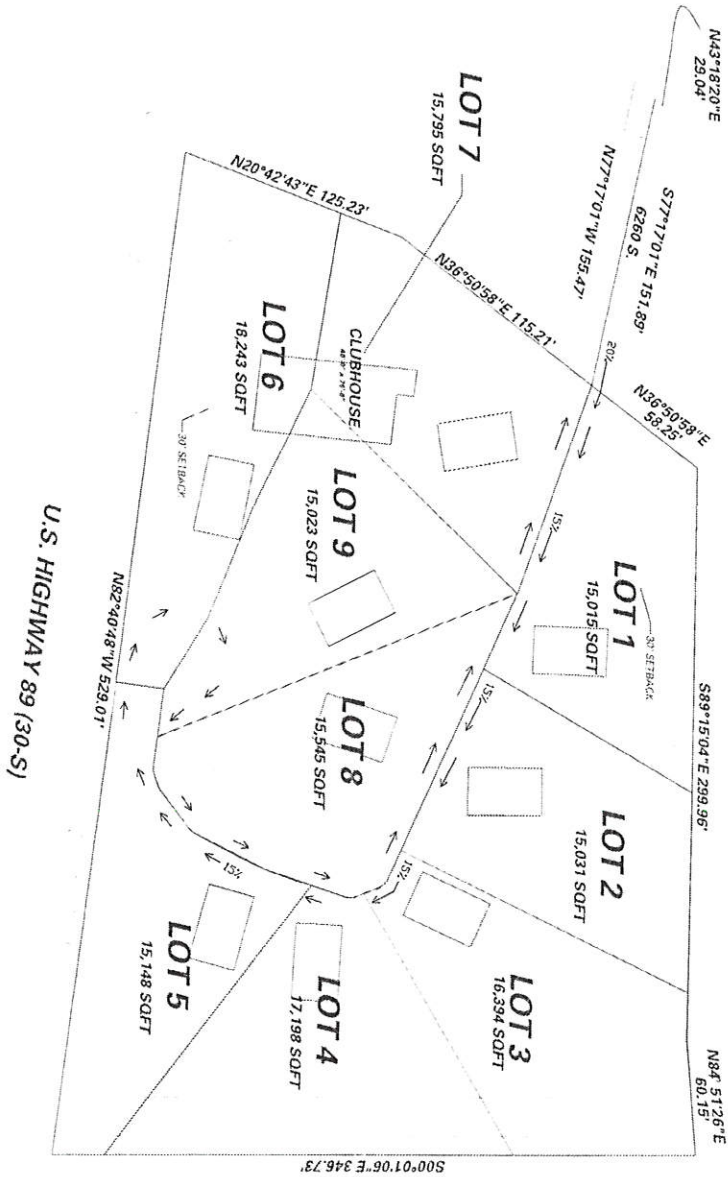 N43°18'20"E
29.04'
S77°17'01"E 151.89'
6260 S.
N77°17'01"W 155.47'
N36°50'58"E
58.25'
20%
LOT 7
15,795 SQFT
N20°42'43"E 125.23'
N36°50'58"E 115.21'
15%
LOT 1
15,015 SQFT
30' SETBACK
S89°15'04"E 299.96'
CLUBHOUSE
LOT 6
18,243 SQFT
30' SETBACK
LOT 9
15,023 SQFT
15%
LOT 8
15,545 SQFT
LOT 2
15,031 SQFT
15%
LOT 3
16,394 SQFT
N84°51'26"E
60.15'
15%
LOT 4
17,198 SQFT
LOT 5
15,148 SQFT
N82°40'48"W 529.01'
S00°01'06"E 346.73'
U.S. HIGHWAY 89 (30-S)